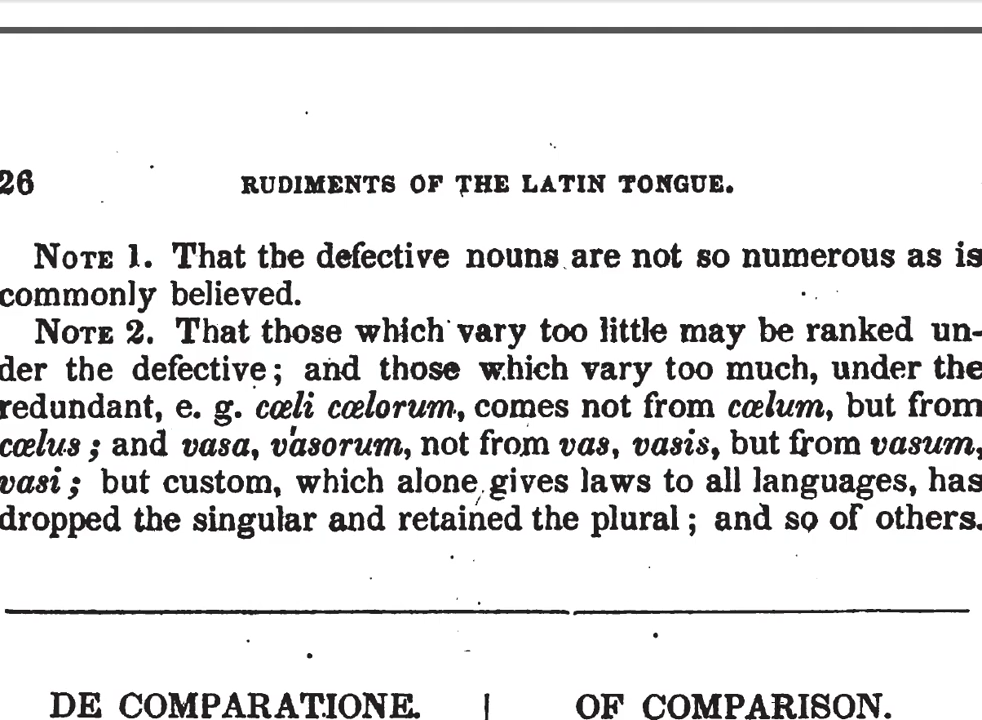 26 RUDIMENTS OF THE LATIN TONGUE.
NOTE 1. That the defective nouns are not so numerous as is
commonly believed.
NOTE 2. That those which vary too little may be ranked un-
der the defective; and those which vary too much, under the
redundant, e. g. cœli cœlorum, comes not from cœlum, but from
cœlus; and vasa, vasorum, not from vas, vasis, but from vasum,
vasi; but custom, which alone gives laws to all languages, has
dropped the singular and retained the plural; and so of others.
DE COMPARATIONE. | OF COMPARISON.